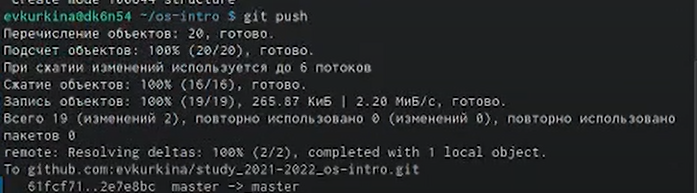 create mode 100644 structure
evkurkina@dk6n54 ~/os-intro $ git push
Перечисление объектов: 20, готово.
Подсчет объектов: 100% (20/20), готово.
При сжатии изменений используется до 6 потоков
Сжатие объектов: 100% (16/16), готово.
Запись объектов: 100% (19/19), 265.87 КиБ | 2.20 МиБ/с, готово.
Всего 19 (изменений 2), повторно использовано 0 (изменений 0), повторно использовано
пакетов 0
remote: Resolving deltas: 100% (2/2), completed with 1 local object.
To github.com:evkurkina/study_2021-2022_os-intro.git
61fcf71..2e7e8bc master -> master